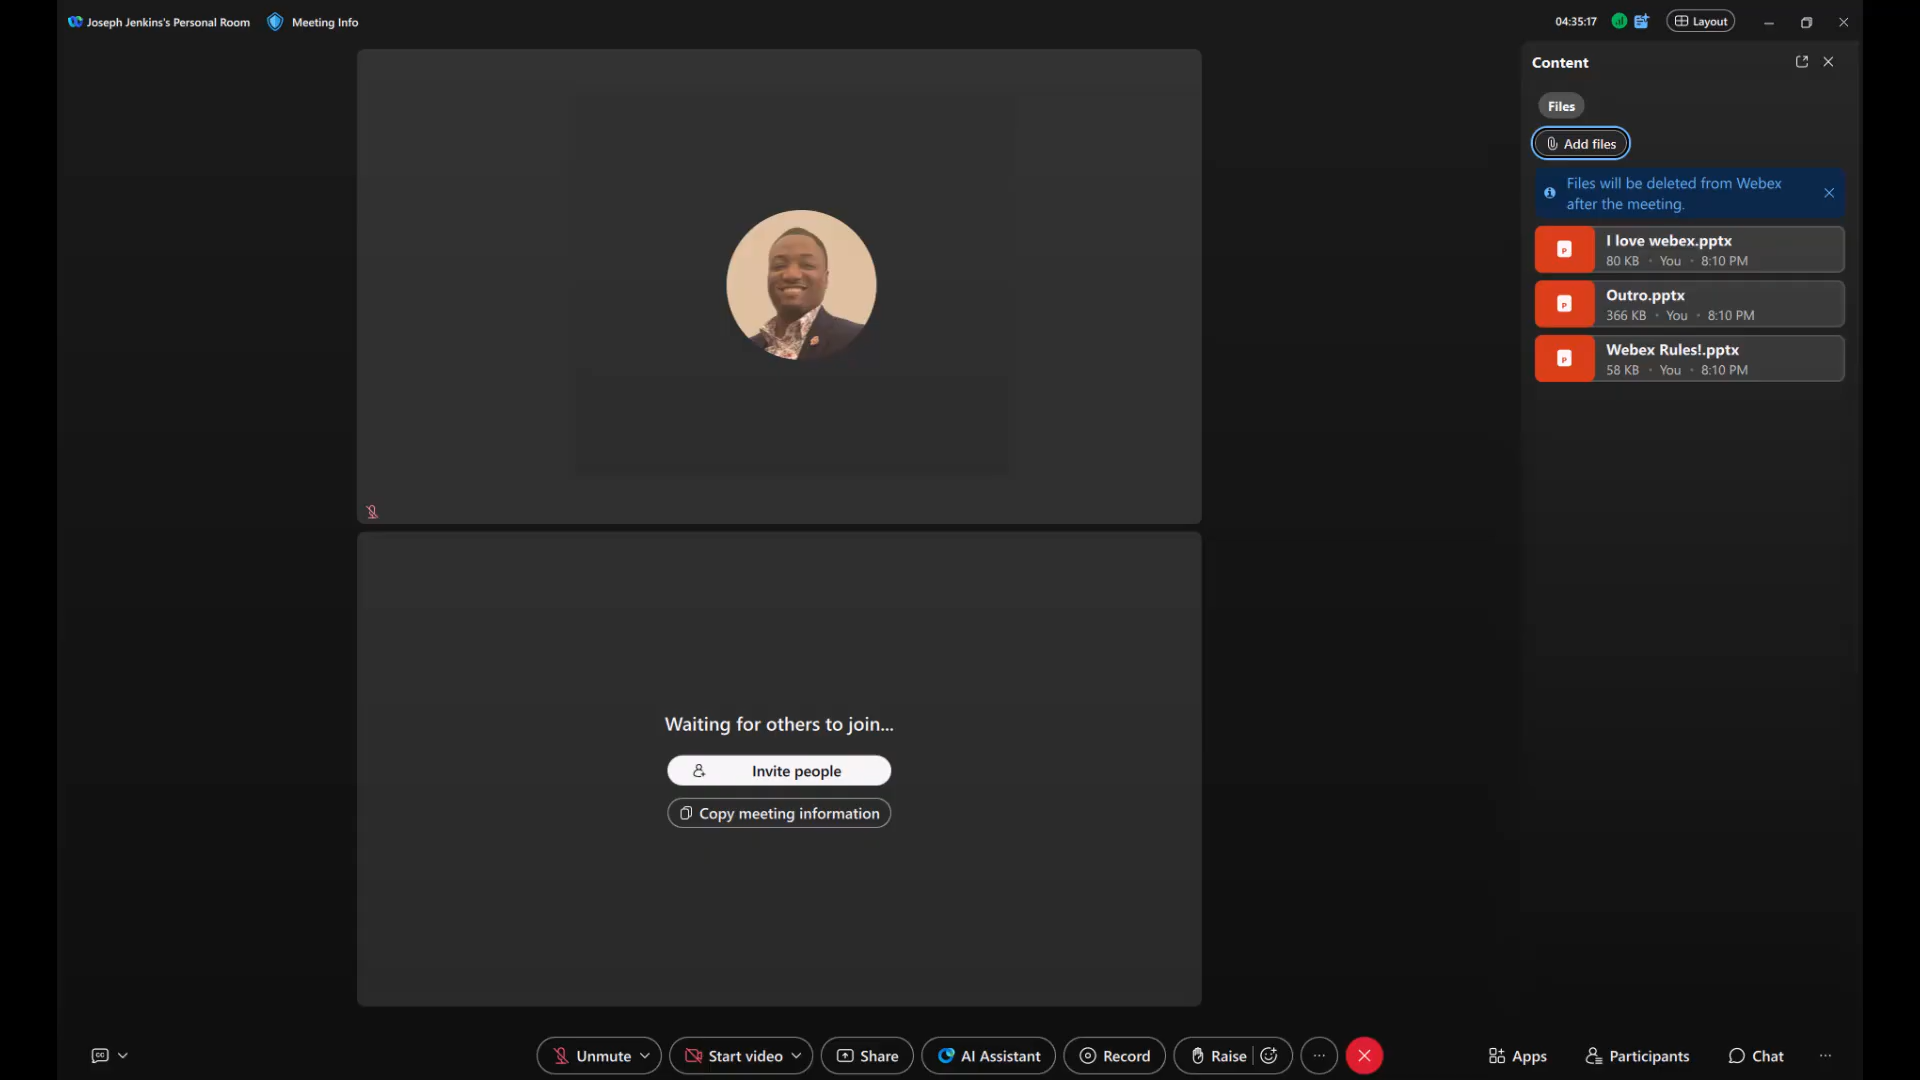 Joseph Jenkins's Personal Room
Meeting Info
04:35:17
Layout
Content
Files
Add files
Files will be deleted from Webex
after the meeting.
I love webex.pptx
80 KB · You · 8:10 PM
Outro.pptx
366 KB · You · 8:10 PM
Webex Rules!.pptx
58 KB · You · 8:10 PM
Waiting for others to join...
Invite people
Copy meeting information
Unmute
Start video
Share
AI Assistant
Record
Raise
Apps
Participants
Chat